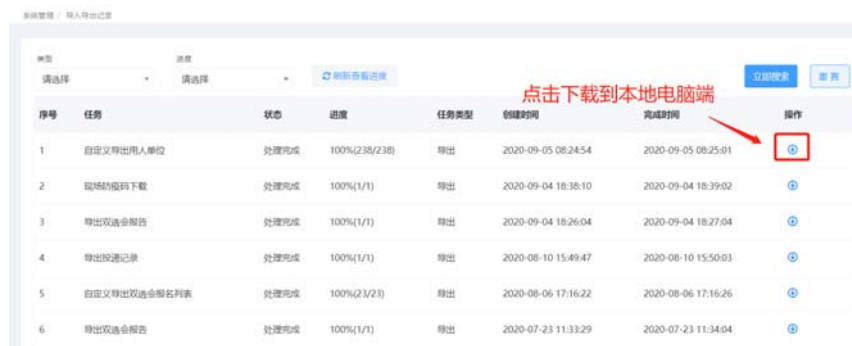 系统管理 / 导入导出记录
类型 进度
请选择 请选择 刷新查看进度 立即搜索 重置
点击下载到本地电脑端
序号 任务 状态 进度 任务类型 创建时间 完成时间 操作
1 自定义导出用人单位 处理完成 100%(238/238) 导出 2020-09-05 08:24:54 2020-09-05 08:25:01
2 现场防疫码下载 处理完成 100%(1/1) 导出 2020-09-04 18:38:10 2020-09-04 18:39:02
3 导出双选会报告 处理完成 100%(1/1) 导出 2020-09-04 18:26:04 2020-09-04 18:27:04
4 导出投递记录 处理完成 100%(1/1) 导出 2020-08-10 15:49:47 2020-08-10 15:50:03
5 自定义导出双选会报名列表 处理完成 100%(23/23) 导出 2020-08-06 17:16:22 2020-08-06 17:16:26
6 导出双选会报告 处理完成 100%(1/1) 导出 2020-07-23 11:33:29 2020-07-23 11:34:04